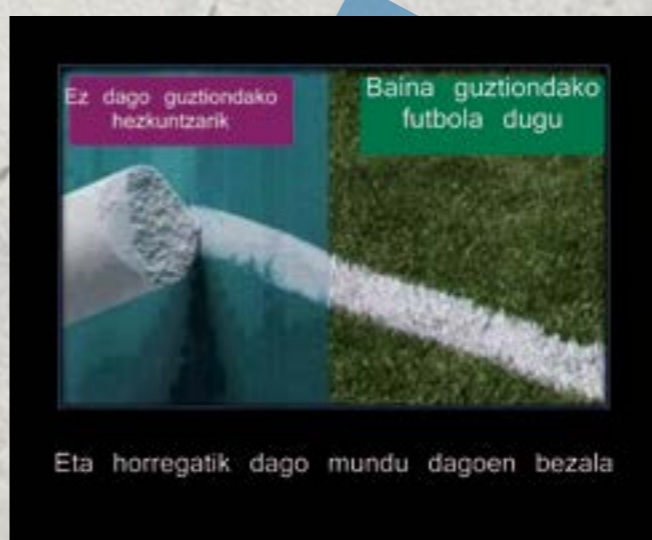 Ez dago guztiondako
hezkuntzarik
Baina guztiondako
futbola dugu
Eta horregatik dago mundu dagoen bezala